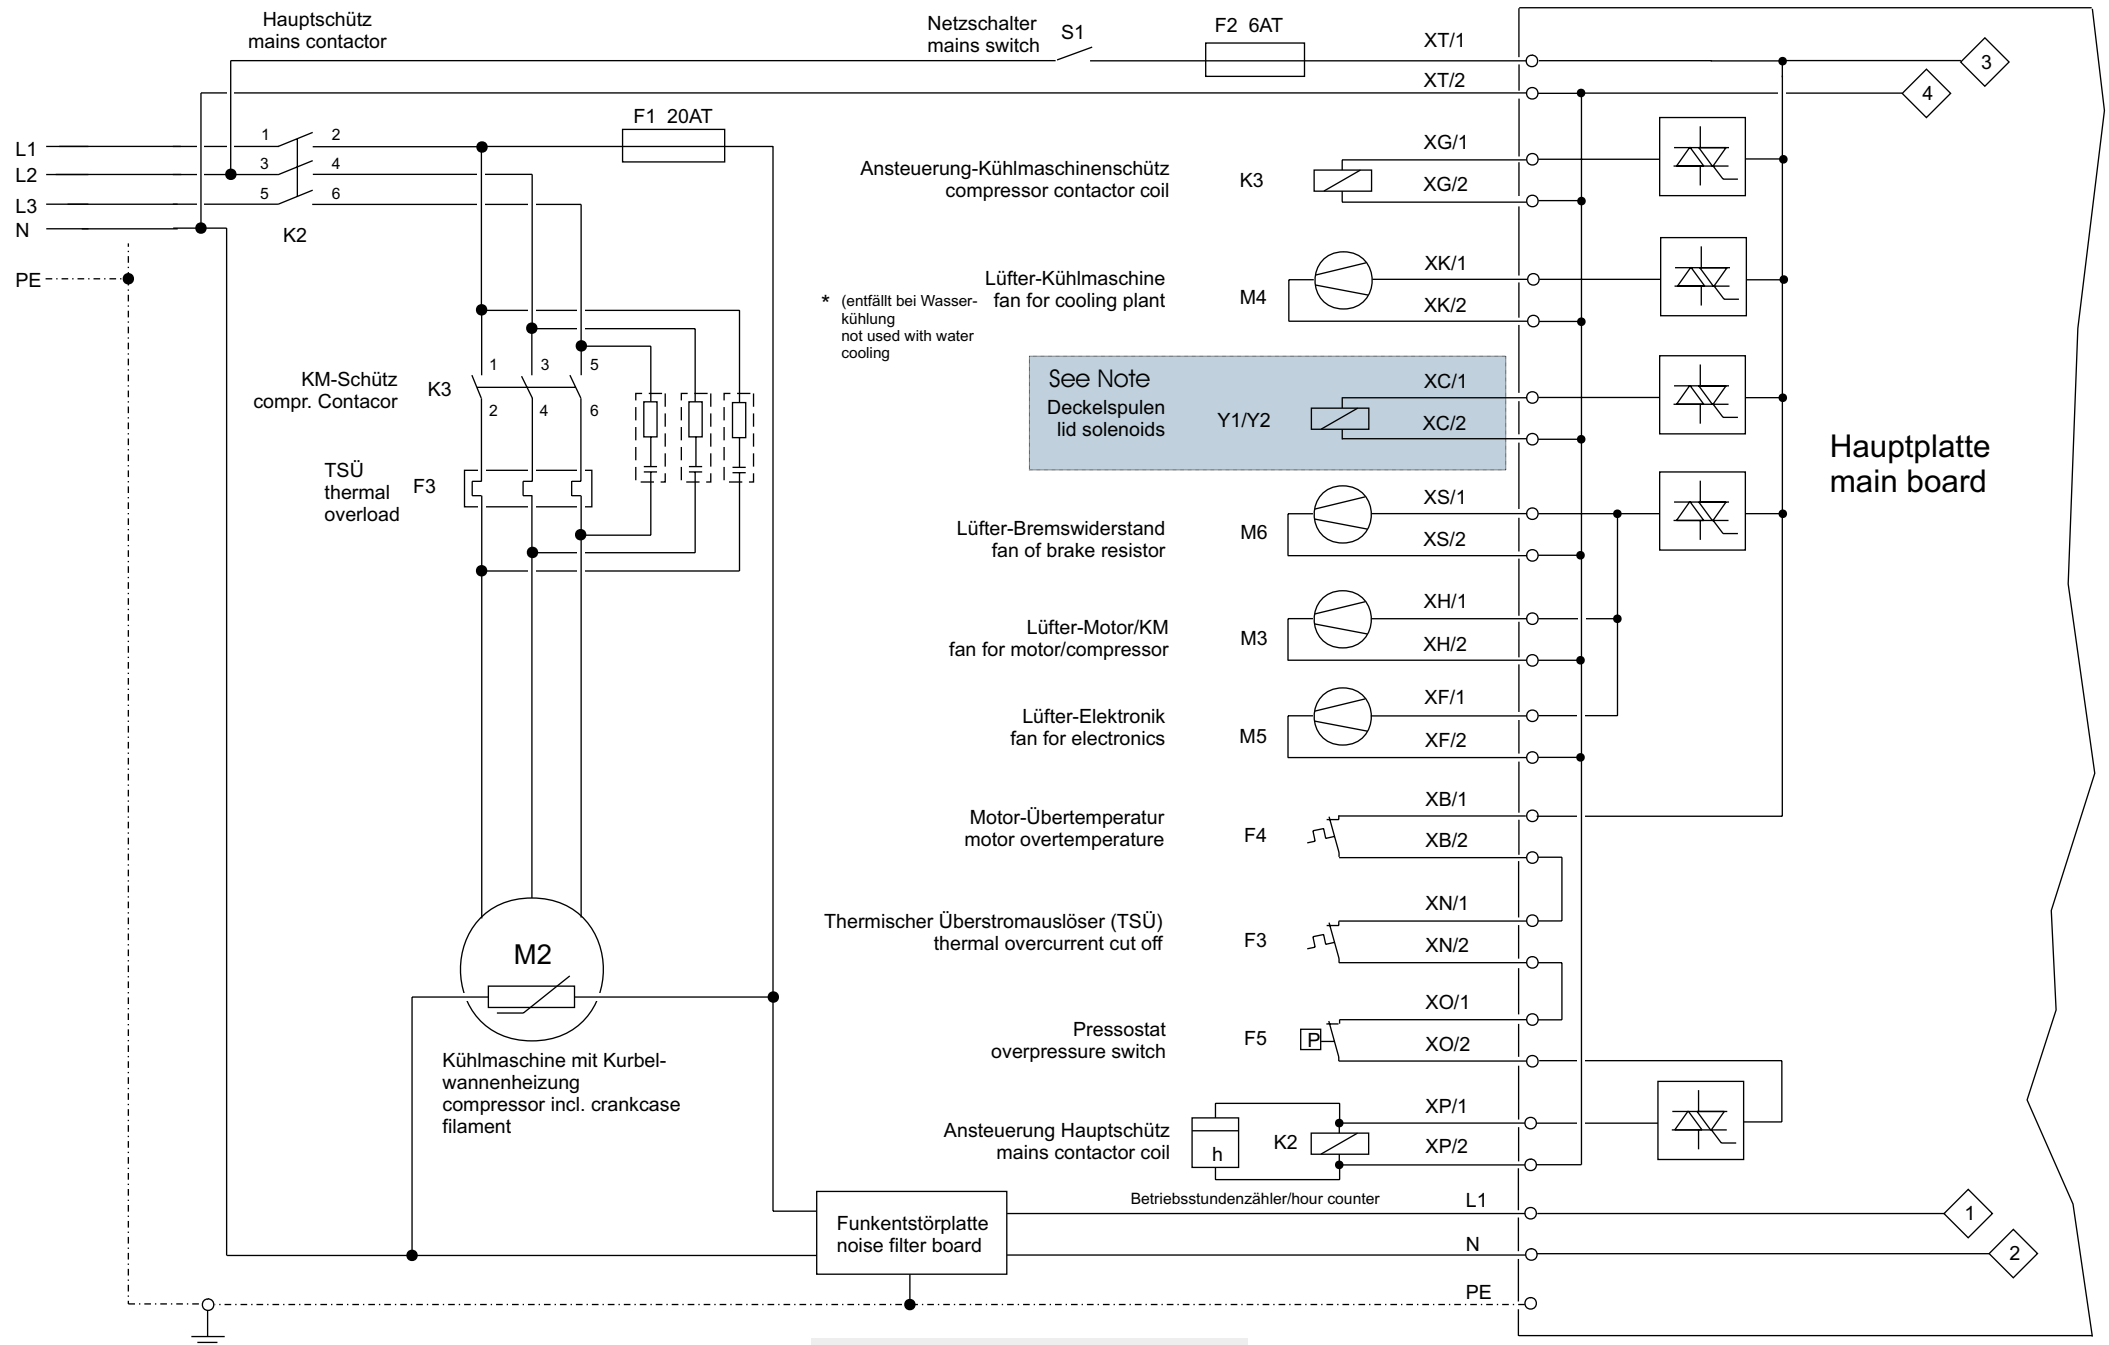 Hauptschütz
mains contactor
Netzschalter
mains switch
S1
F2 6AT
XT/1
3
XT/2
4
F1 20AT
L1
1
2
L2
3
4
L3
5
6
N
K2
PE
Ansteuerung-Kühlmaschinenschütz
compressor contactor coil
K3
XG/1
XG/2
Lüfter-Kühlmaschine
fan for cooling plant
* (entfällt bei Wasser-
kühlung
not used with water
cooling
M4
XK/1
XK/2
See Note
Deckelspulen
lid solenoids
Y1/Y2
XC/1
XC/2
Hauptplatte
main board
KM-Schütz
compr. Contacor
K3
1
3
5
2
4
6
TSÜ
thermal
overload
F3
Lüfter-Bremswiderstand
fan of brake resistor
M6
XS/1
XS/2
Lüfter-Motor/KM
fan for motor/compressor
M3
XH/1
XH/2
Lüfter-Elektronik
fan for electronics
M5
XF/1
XF/2
Motor-Übertemperatur
motor overtemperature
F4
XB/1
XB/2
Thermischer Überstromauslöser (TSÜ)
thermal overcurrent cut off
F3
XN/1
XN/2
M2
Kühlmaschine mit Kurbel-
wannenheizung
compressor incl. crankcase
filament
Pressostat
overpressure switch
F5
P
XO/1
XO/2
Ansteuerung Hauptschütz
mains contactor coil
h
K2
XP/1
XP/2
Betriebsstundenzähler/hour counter
Funkentstörplatte
noise filter board
L1
1
N
2
PE